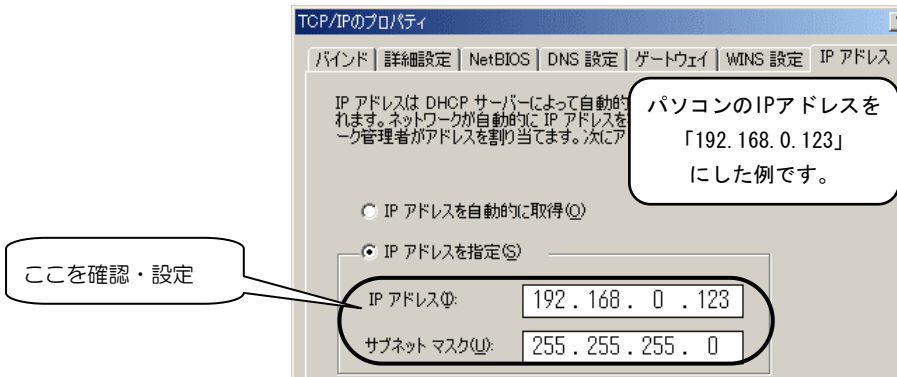 TCP/IPのプロパティ
バインド 詳細設定 NetBIOS DNS 設定 ゲートウェイ WINS 設定 IP アドレス
IP アドレスは DHCP サーバーによって自動的
れます。ネットワークが自動的に IP アドレスを
ーク管理者がアドレスを割り当てます。次にア
パソコンのIPアドレスを
「192.168.0.123」
にした例です。
IP アドレスを自動的に取得(O)
IP アドレスを指定(S)
ここを確認・設定
IP アドレス(I): 192.168.0.123
サブネット マスク(U): 255.255.255.0